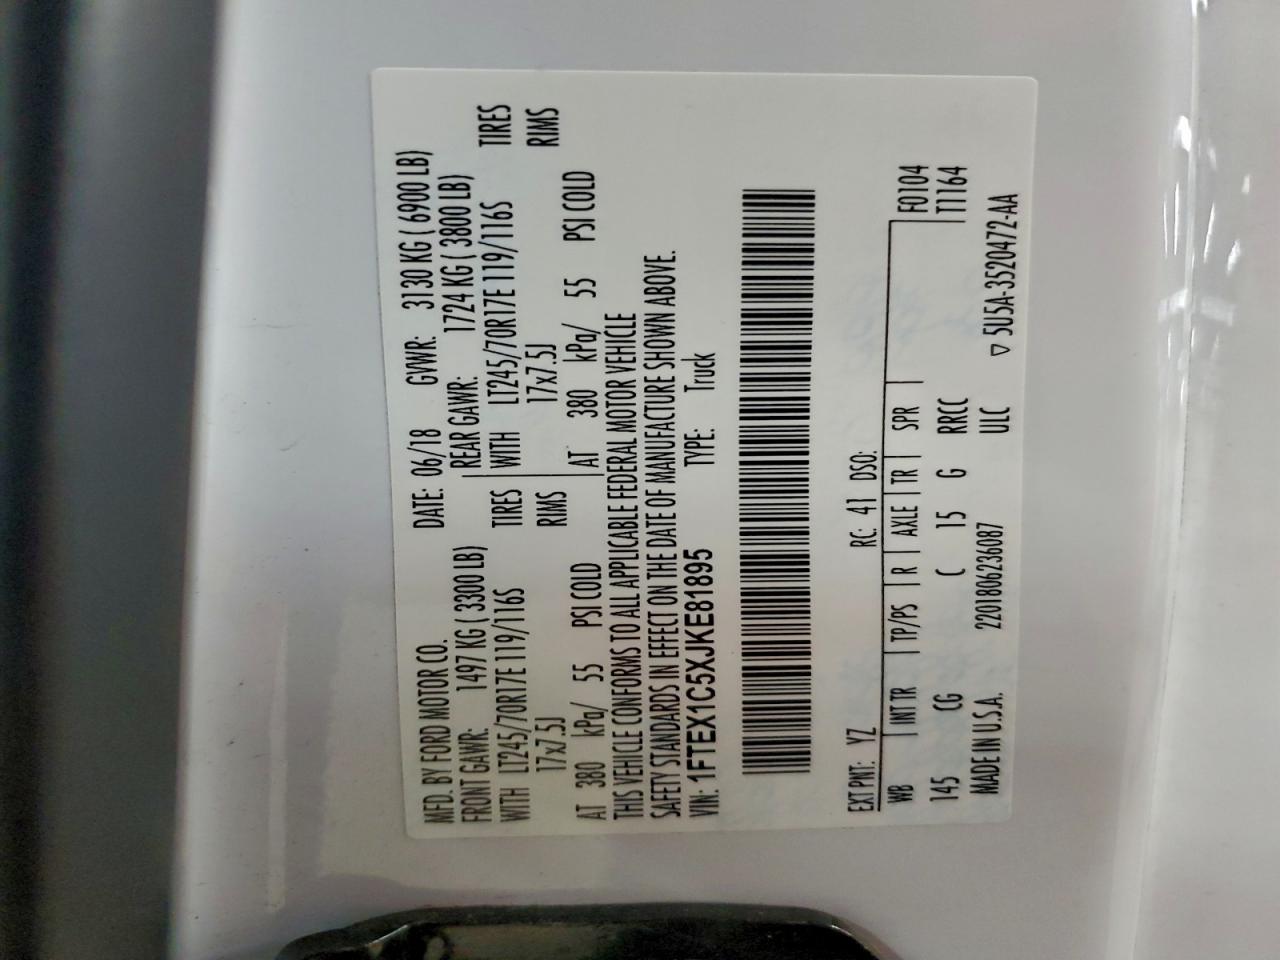 MFD. BY FORD MOTOR CO. DATE: 06/18 GVWR: 3130 KG ( 6900 LB)
FRONT GAWR: 1497 KG ( 3300 LB) REAR GAWR: 1724 KG ( 3800 LB)
WITH LT245/70R17E 119/116S TIRES WITH LT245/70R17E 119/116S TIRES
17x7.5J RIMS 17x7.5J RIMS
AT 380 kPa/ 55 PSI COLD AT 380 kPa/ 55 PSI COLD
THIS VEHICLE CONFORMS TO ALL APPLICABLE FEDERAL MOTOR VEHICLE
SAFETY STANDARDS IN EFFECT ON THE DATE OF MANUFACTURE SHOWN ABOVE.
VIN: 1FTEX1C5XJKE81895 TYPE: Truck
EXT PNT: YZ RC: 41 DSO:
WB INT TR TP/PS R AXLE TR SPR F0104
145 CG C 15 G RRCC T1164
MADE IN U.S.A. 2201806236087 ULC
▽ 5U5A-3520472-AA